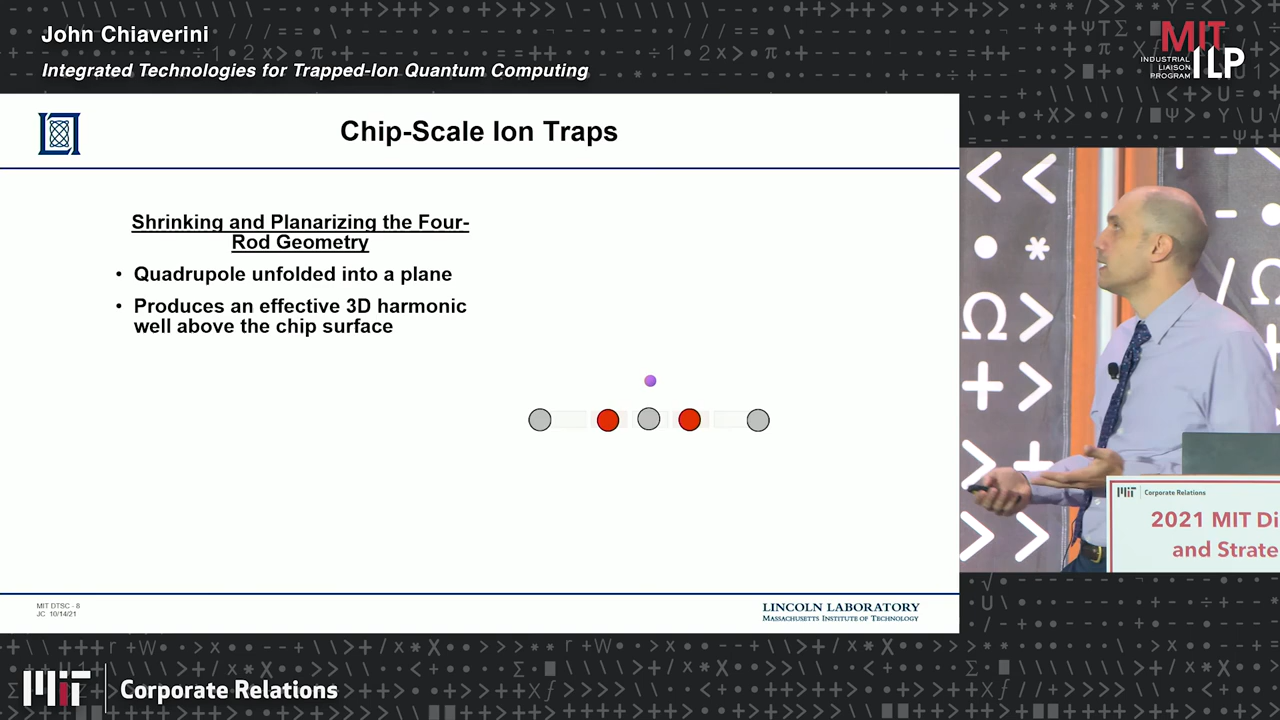 John Chiaverini
Integrated Technologies for Trapped-Ion Quantum Computing
MIT
INDUSTRIAL
LIAISON
PROGRAM
ILP
Chip-Scale Ion Traps
Shrinking and Planarizing the Four-
Rod Geometry
• Quadrupole unfolded into a plane
• Produces an effective 3D harmonic
well above the chip surface
MIT Corporate Relations
2021 MIT Di
and Strate
MIT DTSC - 8
JC 10/14/21
LINCOLN LABORATORY
MASSACHUSETTS INSTITUTE OF TECHNOLOGY
MIT Corporate Relations